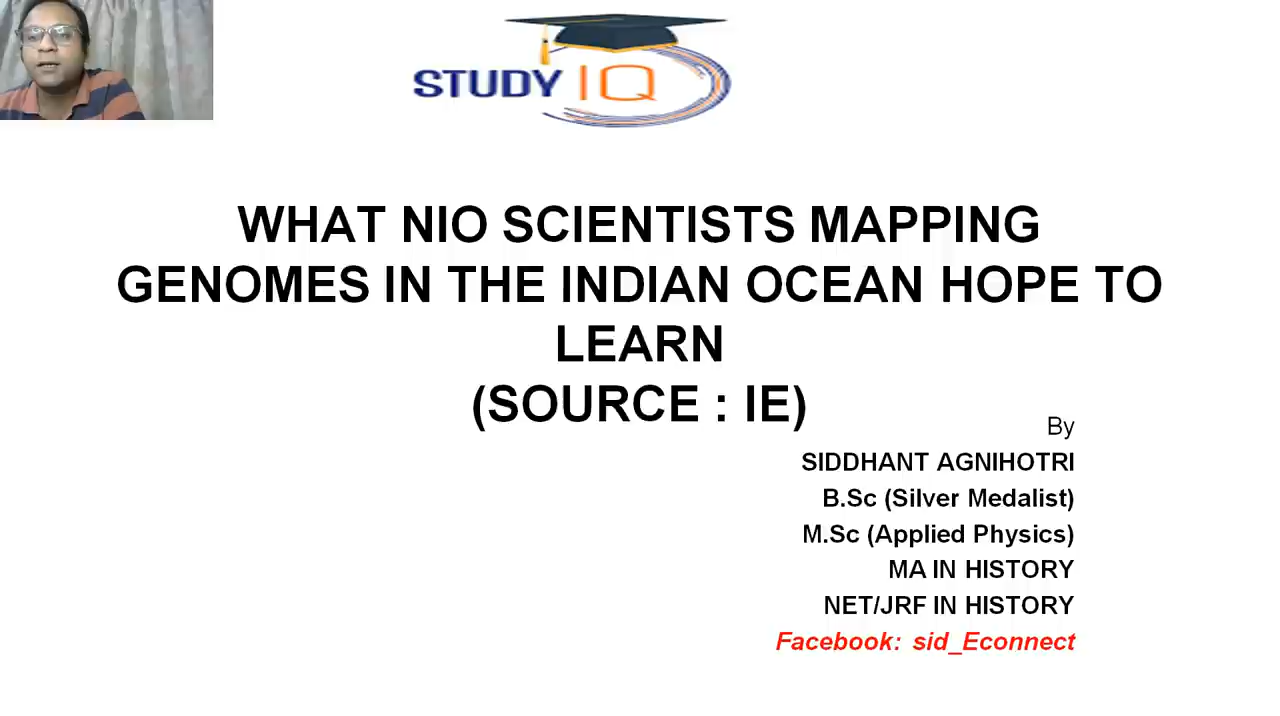 STUDY IQ
WHAT NIO SCIENTISTS MAPPING
GENOMES IN THE INDIAN OCEAN HOPE TO
LEARN
(SOURCE : IE)
By
SIDDHANT AGNIHOTRI
B.Sc (Silver Medalist)
M.Sc (Applied Physics)
MA IN HISTORY
NET/JRF IN HISTORY
Facebook: sid_Econnect